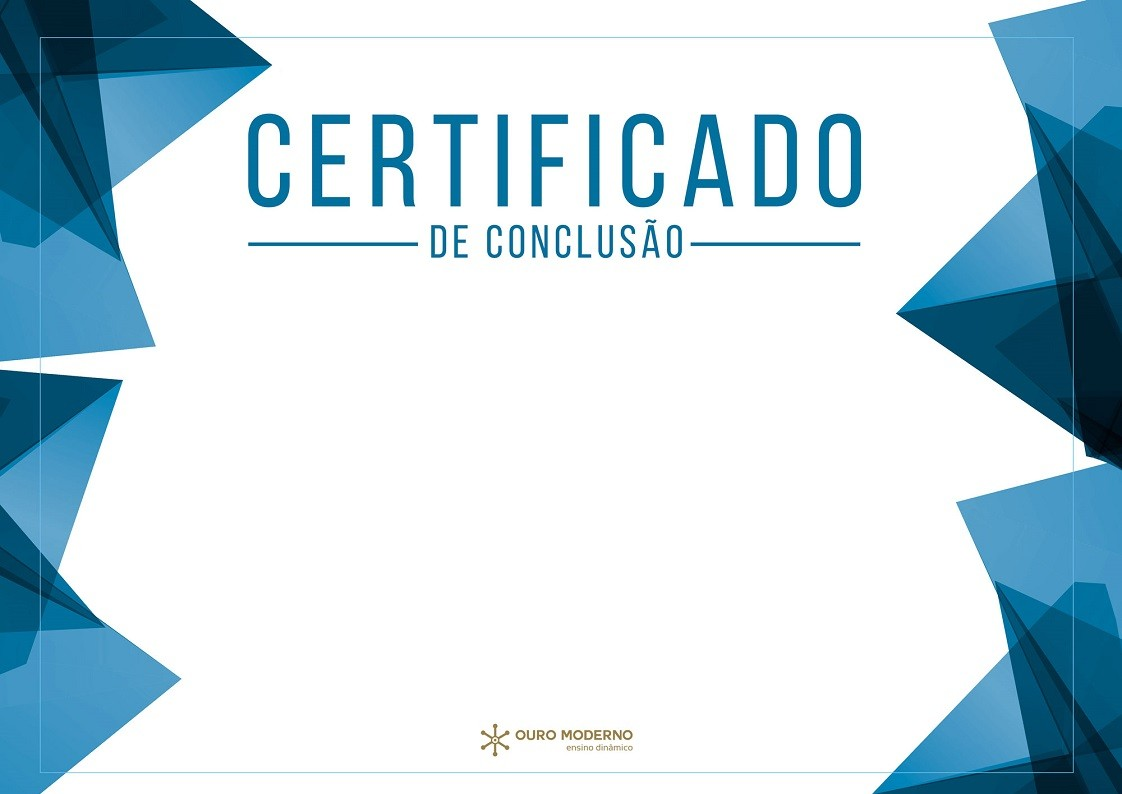 CERTIFICADO
DE CONCLUSÃO
OURO MODERNO
ensino dinâmico